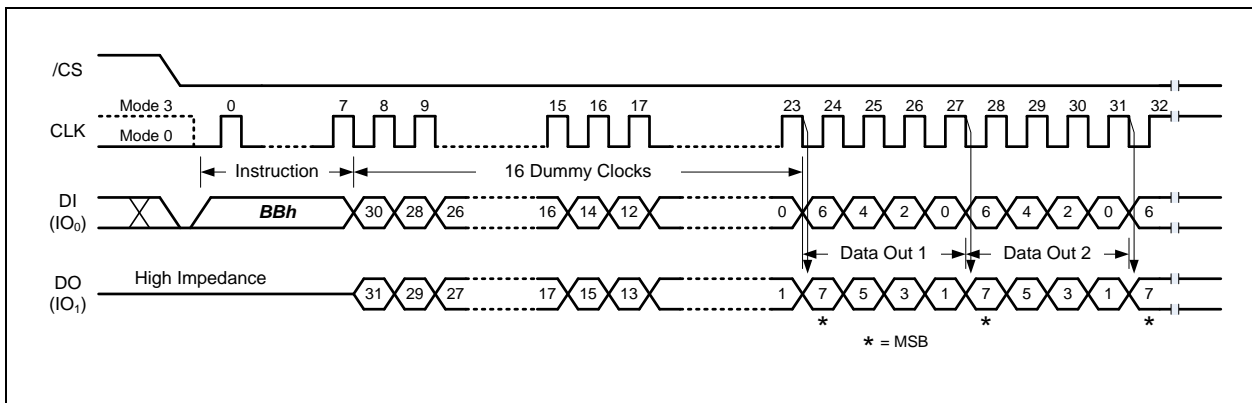 /CS
Mode 3 0 7 8 9 15 16 17 23 24 25 26 27 28 29 30 31 32
CLK
Mode 0
Instruction 16 Dummy Clocks
DI
(IO₀)
BBh 30 28 26 16 14 12 0 6 4 2 0 6 4 2 0 6
Data Out 1 Data Out 2
DO
(IO₁)
High Impedance 31 29 27 17 15 13 1 7 5 3 1 7 5 3 1 7
* * *
* = MSB